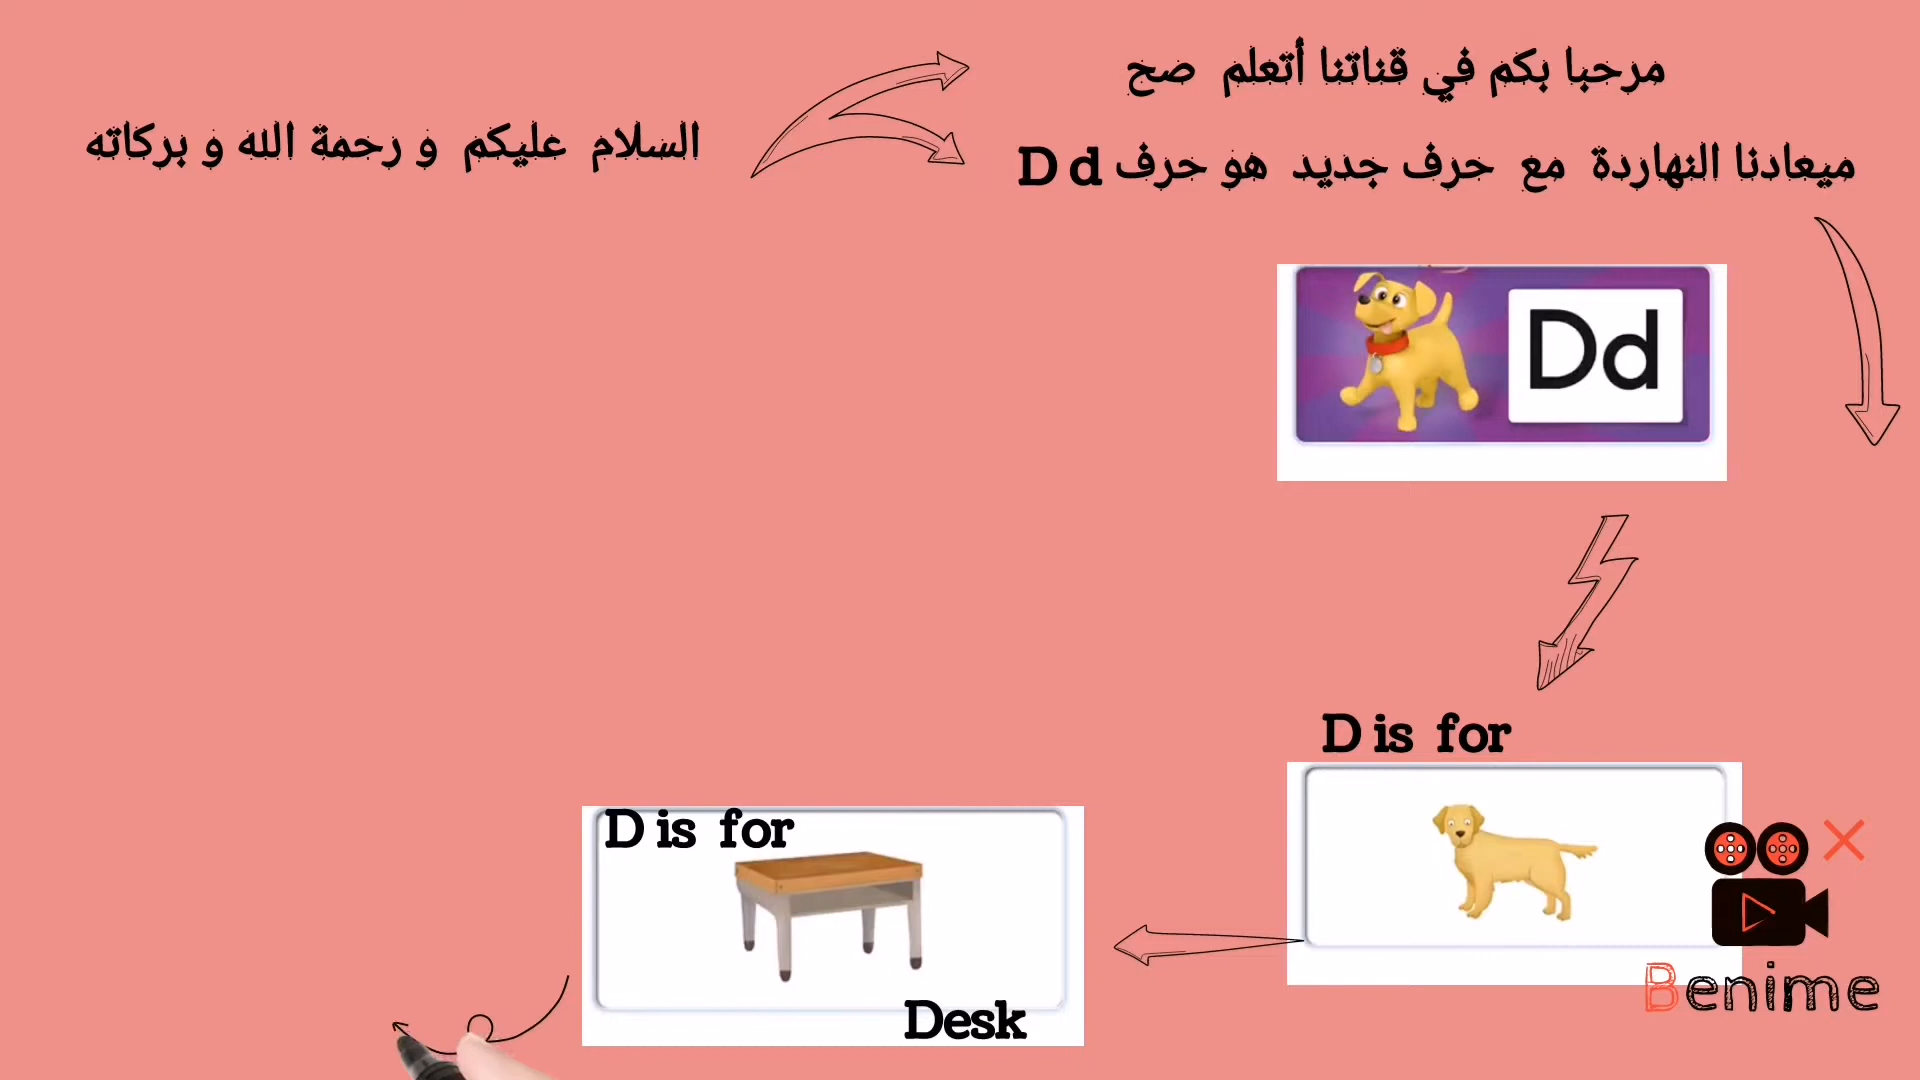 السلام عليكم و رحمة الله و بركاته
مرحبا بكم في قناتنا أتعلم صح
ميعادنا النهاردة مع حرف جديد هو حرف D d
Dd
D is for
D is for
Desk
Benime